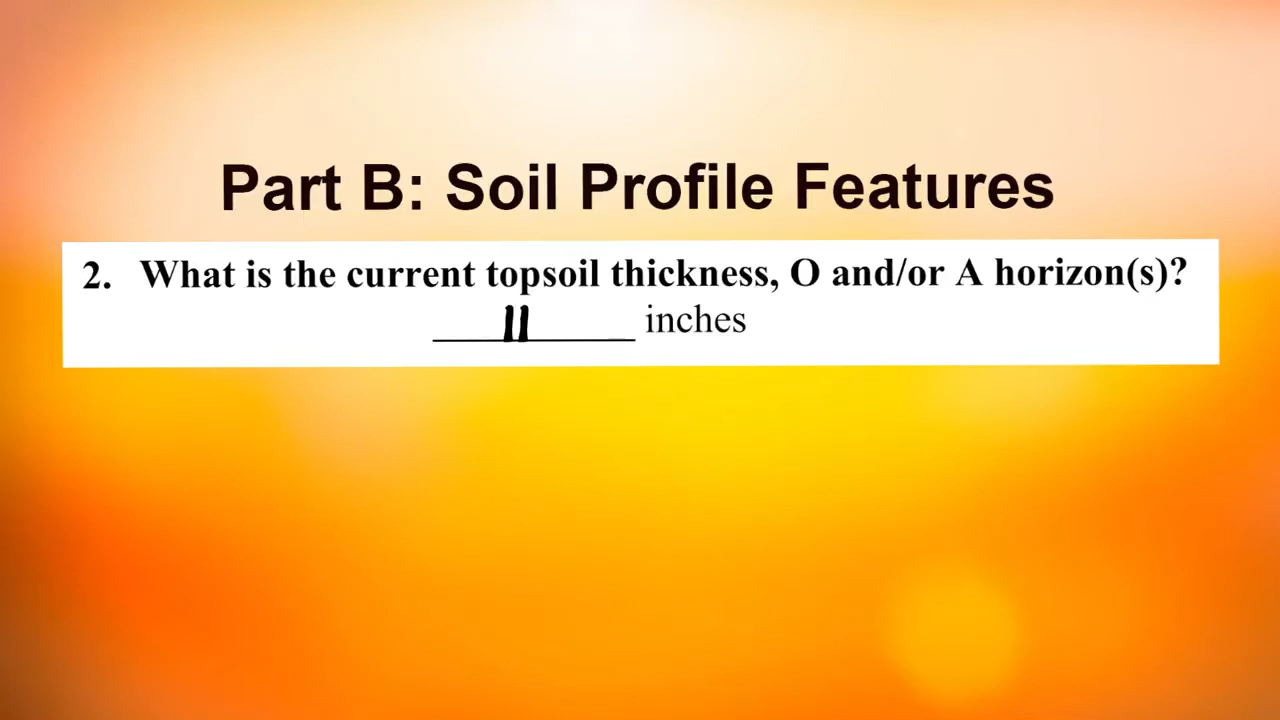 Part B: Soil Profile Features
2. What is the current topsoil thickness, O and/or A horizon(s)?
11 inches